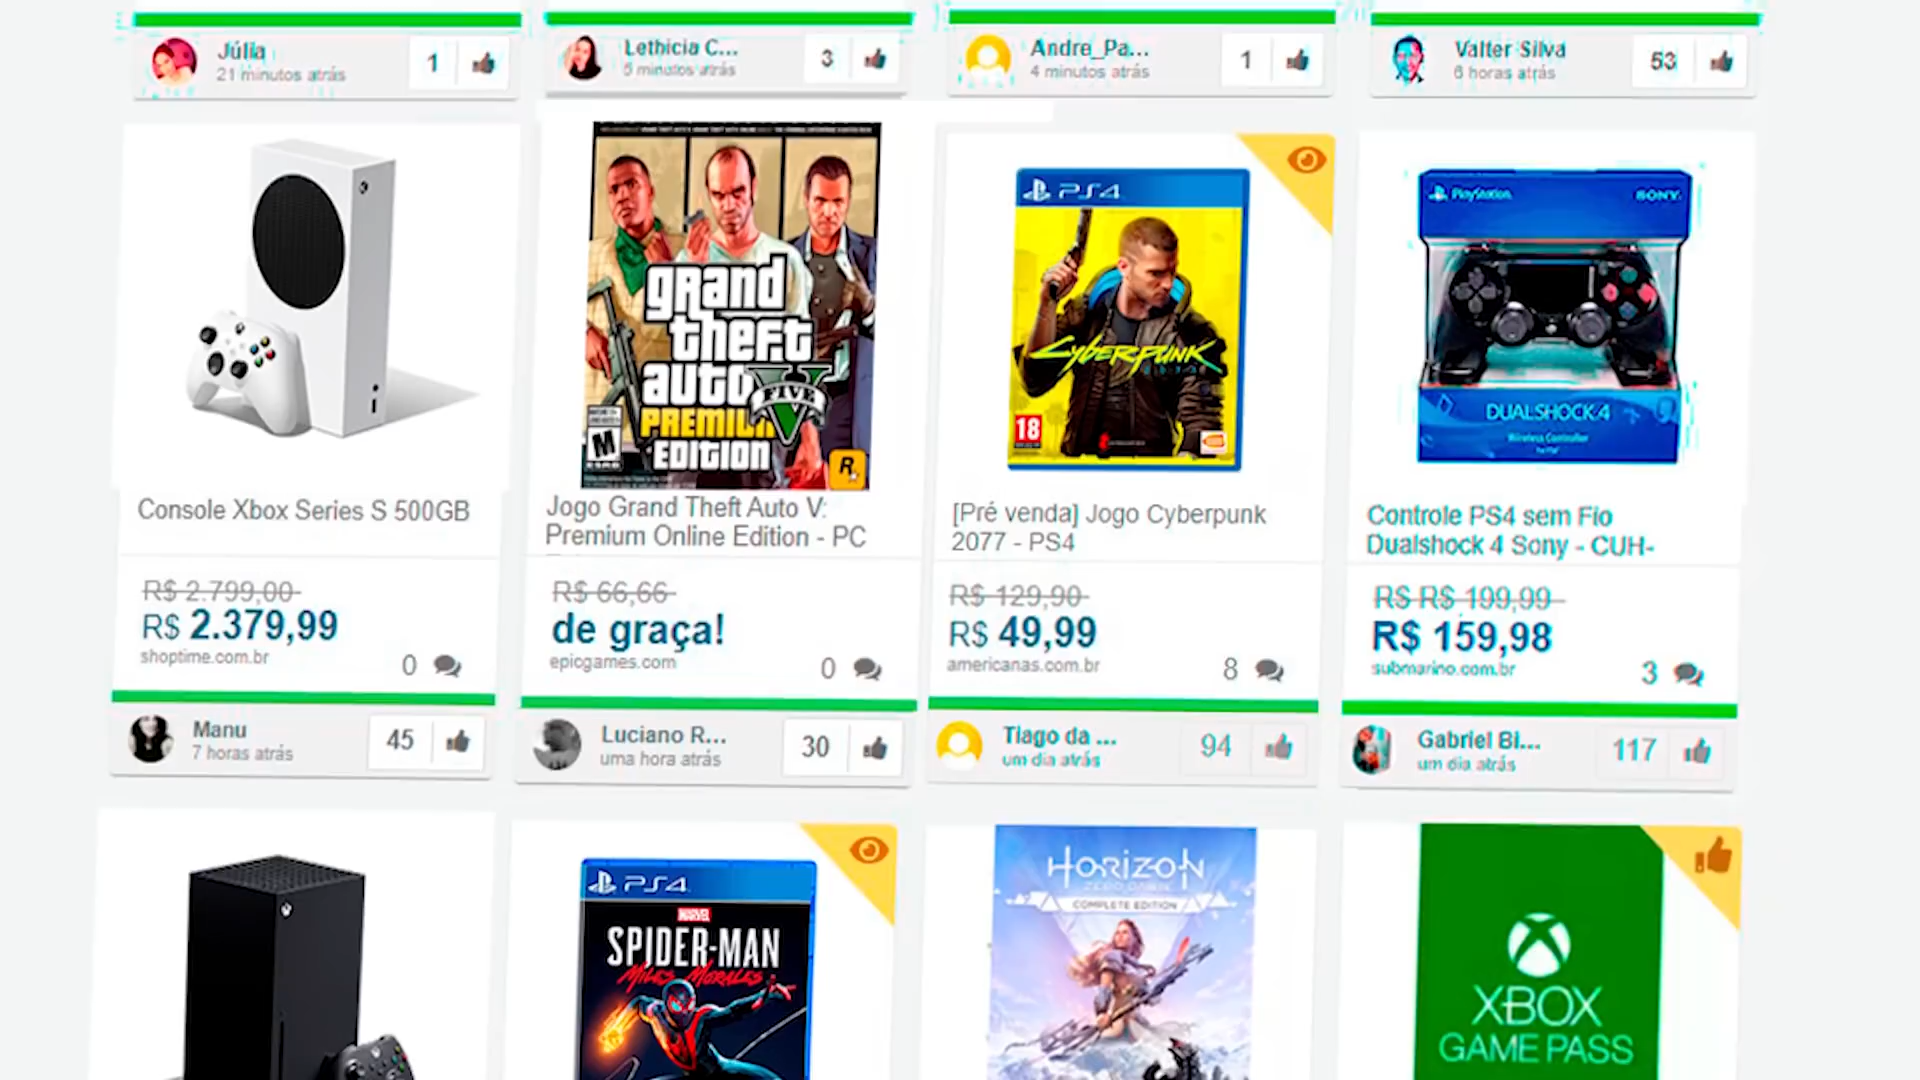 Júlia
21 minutos atrás
1
Lethicia C...
5 minutos atrás
3
Andre_Pa...
4 minutos atrás
1
Valter Silva
6 horas atrás
53
grand
theft
auto
FIVE
PREMIUM
EDITION
M
R
Console Xbox Series S 500GB
R$ 2.799,00
R$ 2.379,99
shoptime.com.br
0
Manu
7 horas atrás
45
Jogo Grand Theft Auto V:
Premium Online Edition - PC
R$ 66,66
de graça!
epicgames.com
0
Luciano R...
uma hora atrás
30
PS4
CYBERPUNK
18
[Pré venda] Jogo Cyberpunk
2077 - PS4
R$ 129,90
R$ 49,99
americanas.com.br
8
Tiago da ...
um dia atrás
94
PlayStation
SONY
DUALSHOCK 4
Wireless Controller
Controle PS4 sem Fio
Dualshock 4 Sony - CUH-
R$ R$ 199,99
R$ 159,98
submarino.com.br
3
Gabriel Bi...
um dia atrás
117
PS4
MARVEL
SPIDER-MAN
MILES MORALES
HORIZON
ZERO DAWN
COMPLETE EDITION
XBOX
GAME PASS